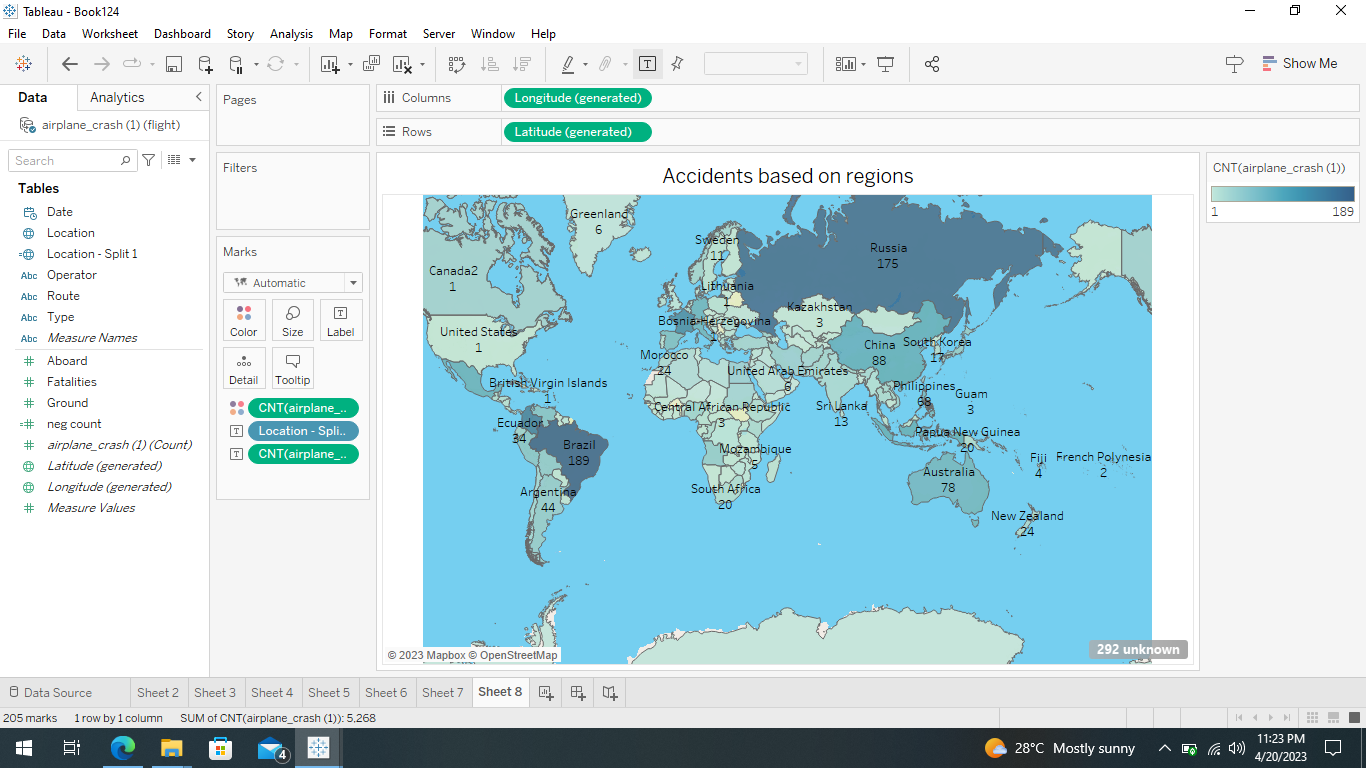 Tableau - Book124
File Data Worksheet Dashboard Story Analysis Map Format Server Window Help
Show Me
Data Analytics
airplane_crash (1) (flight)
Search
Tables
Date
Location
Location - Split 1
Abc Operator
Abc Route
Abc Type
Abc Measure Names
Aboard
Fatalities
Ground
neg count
airplane_crash (1) (Count)
Latitude (generated)
Longitude (generated)
Measure Values
Pages
Filters
Marks
Automatic
Color Size Label
Detail Tooltip
CNT(airplane_..
Location - Spli..
CNT(airplane_..
Columns Longitude (generated)
Rows Latitude (generated)
Accidents based on regions
Greenland
6
Sweden
11
Russia
175
Canada2
1
Lithuania
1
Kazakhstan
3
Bosnia-Herzegovina
1
United States
1
China
88
South Korea
17
Morocco
24
United Arab Emirates
6
British Virgin Islands
1
Philippines
68
Guam
3
Central African Republic
3
Sri Lanka
13
Ecuador
34
Brazil
189
Papua New Guinea
20
Mozambique
5
Fiji
4
French Polynesia
2
Australia
78
Argentina
44
South Africa
20
New Zealand
24
© 2023 Mapbox © OpenStreetMap
292 unknown
CNT(airplane_crash (1))
1 189
Data Source Sheet 2 Sheet 3 Sheet 4 Sheet 5 Sheet 6 Sheet 7 Sheet 8
205 marks 1 row by 1 column SUM of CNT(airplane_crash (1)): 5,268
4
28°C Mostly sunny
11:23 PM
4/20/2023